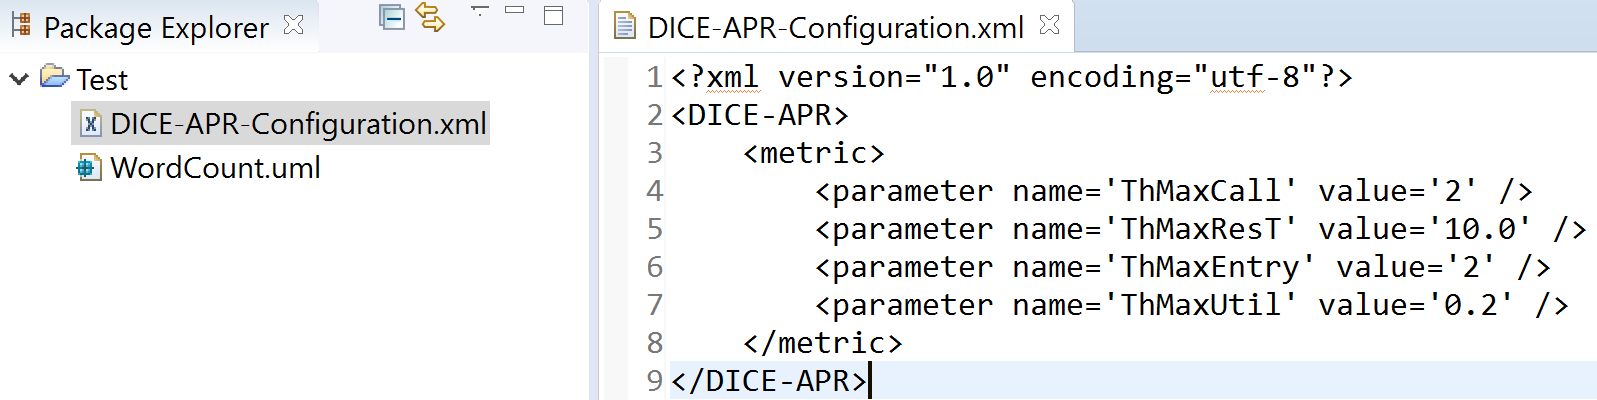 Package Explorer
Test
DICE-APR-Configuration.xml
WordCount.uml
DICE-APR-Configuration.xml
1 <?xml version="1.0" encoding="utf-8"?>
2 <DICE-APR>
3     <metric>
4         <parameter name='ThMaxCall' value='2' />
5         <parameter name='ThMaxResT' value='10.0' />
6         <parameter name='ThMaxEntry' value='2' />
7         <parameter name='ThMaxUtil' value='0.2' />
8     </metric>
9 </DICE-APR>